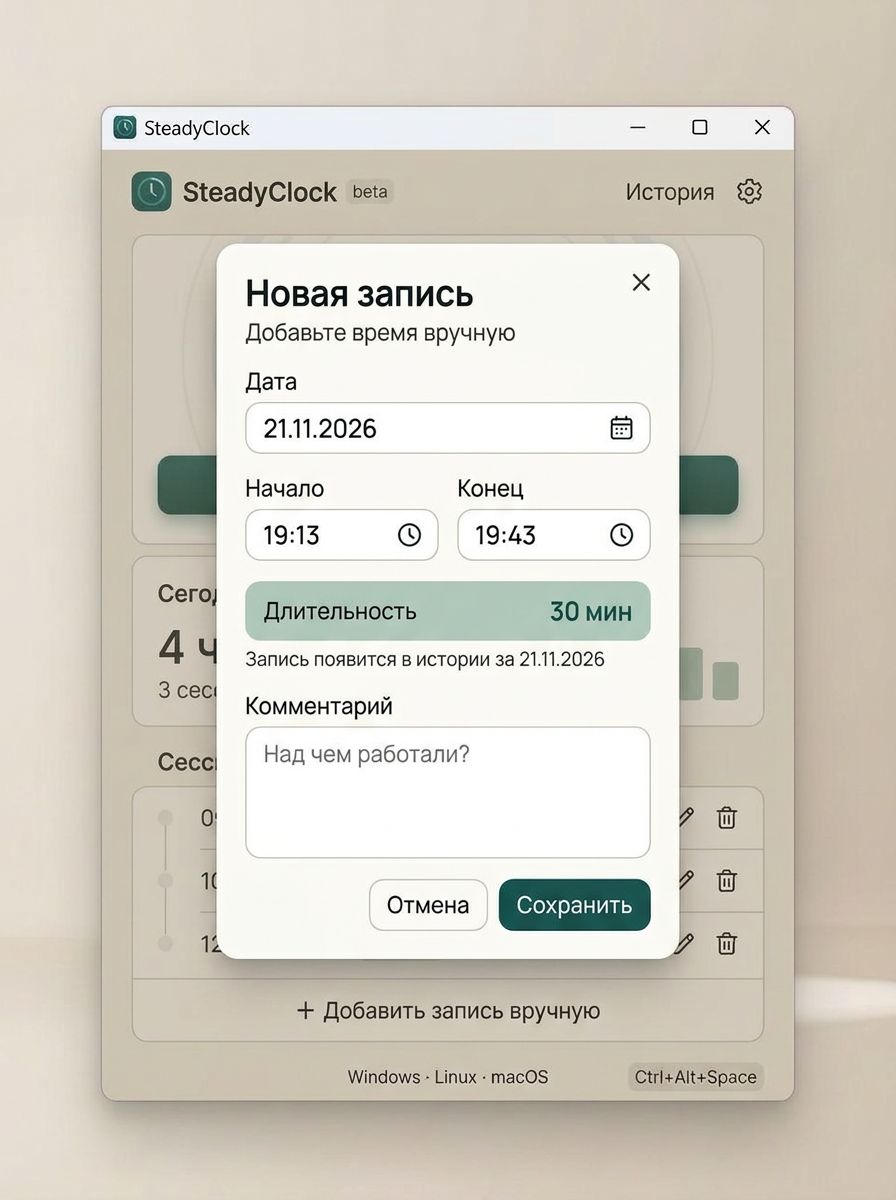 SteadyClock
SteadyClock beta
История
Новая запись
Добавьте время вручную
Дата
21.11.2026
Начало Конец
19:13 19:43
Длительность 30 мин
Запись появится в истории за 21.11.2026
Комментарий
Над чем работали?
Отмена Сохранить
+ Добавить запись вручную
Windows · Linux · macOS
Ctrl+Alt+Space